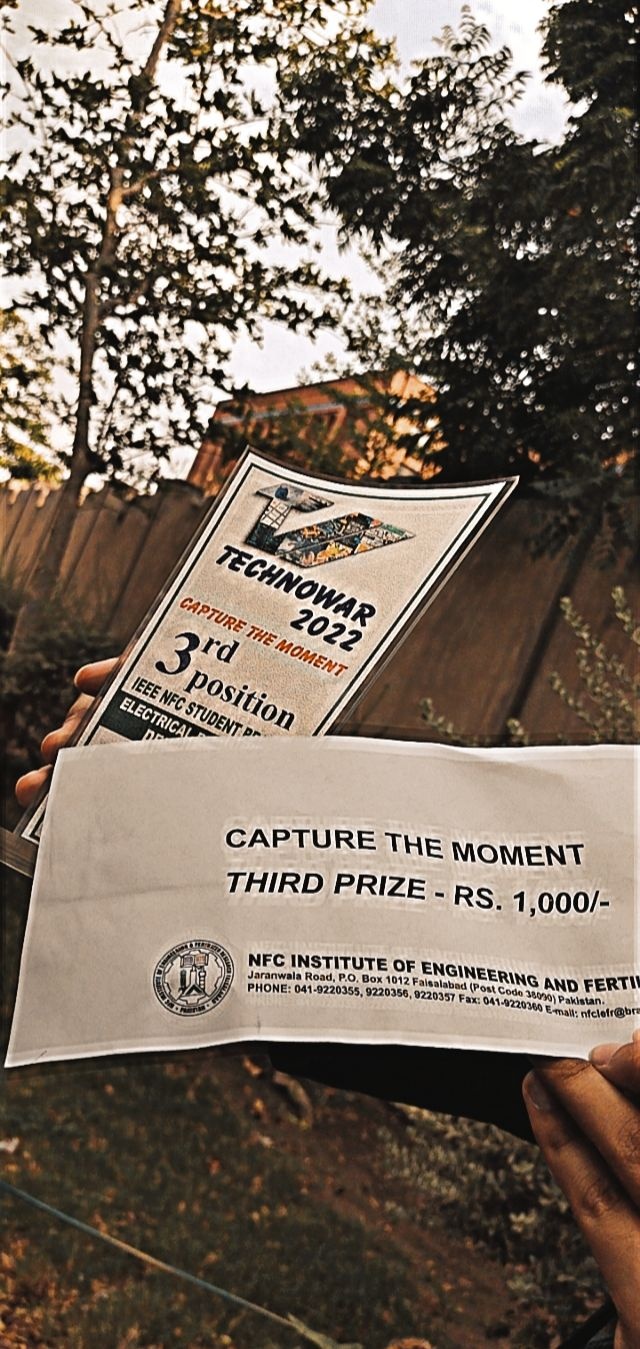 TECHNOWAR
2022
CAPTURE THE MOMENT
3rd
position
IEEE NFC STUDENT
ELECTRICAL
CAPTURE THE MOMENT
THIRD PRIZE - RS. 1,000/-
NFC INSTITUTE OF ENGINEERING AND FERTI
Jaranwala Road, P.O. Box 1012 Faisalabad (Post Code 38090) Pakistan.
PHONE: 041-9220355, 9220356, 9220357 Fax: 041-9220360 E-mail: nfciefr@bra